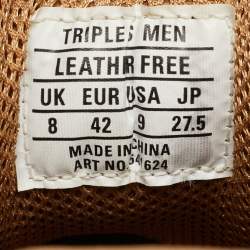 TRIPLES MEN
LEATHR FREE
UK EUR USA JP
8 42 9 27.5
MADE IN CHINA
ART NO